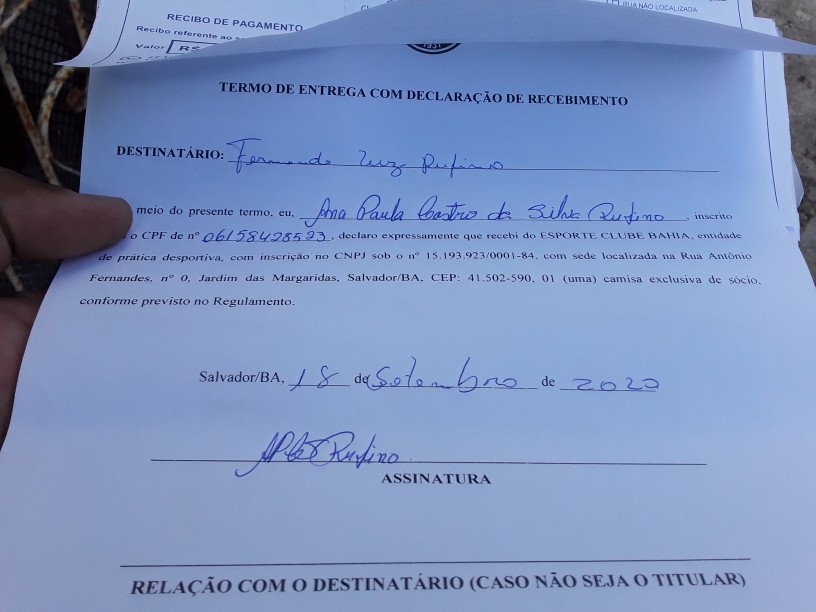 RECIBO DE PAGAMENTO
RUA NÃO LOCALIZADA
Recibo referente ao
Valor R$
1931
TERMO DE ENTREGA COM DECLARAÇÃO DE RECEBIMENTO
DESTINATÁRIO: Fernando Luz Rufino
meio do presente termo, eu, Ana Paula Castro da Silva Rufino, inscrito
o CPF de nº 06158428523, declaro expressamente que recebi do ESPORTE CLUBE BAHIA, entidade
de prática desportiva, com inscrição no CNPJ sob o nº 15.193.923/0001-84, com sede localizada na Rua Antônio
Fernandes, nº 0, Jardim das Margaridas, Salvador/BA, CEP: 41.502-590, 01 (uma) camisa exclusiva de sócio,
conforme previsto no Regulamento.
Salvador/BA, 18 de Setembro de 2020
Rufino
ASSINATURA
RELAÇÃO COM O DESTINATÁRIO (CASO NÃO SEJA O TITULAR)